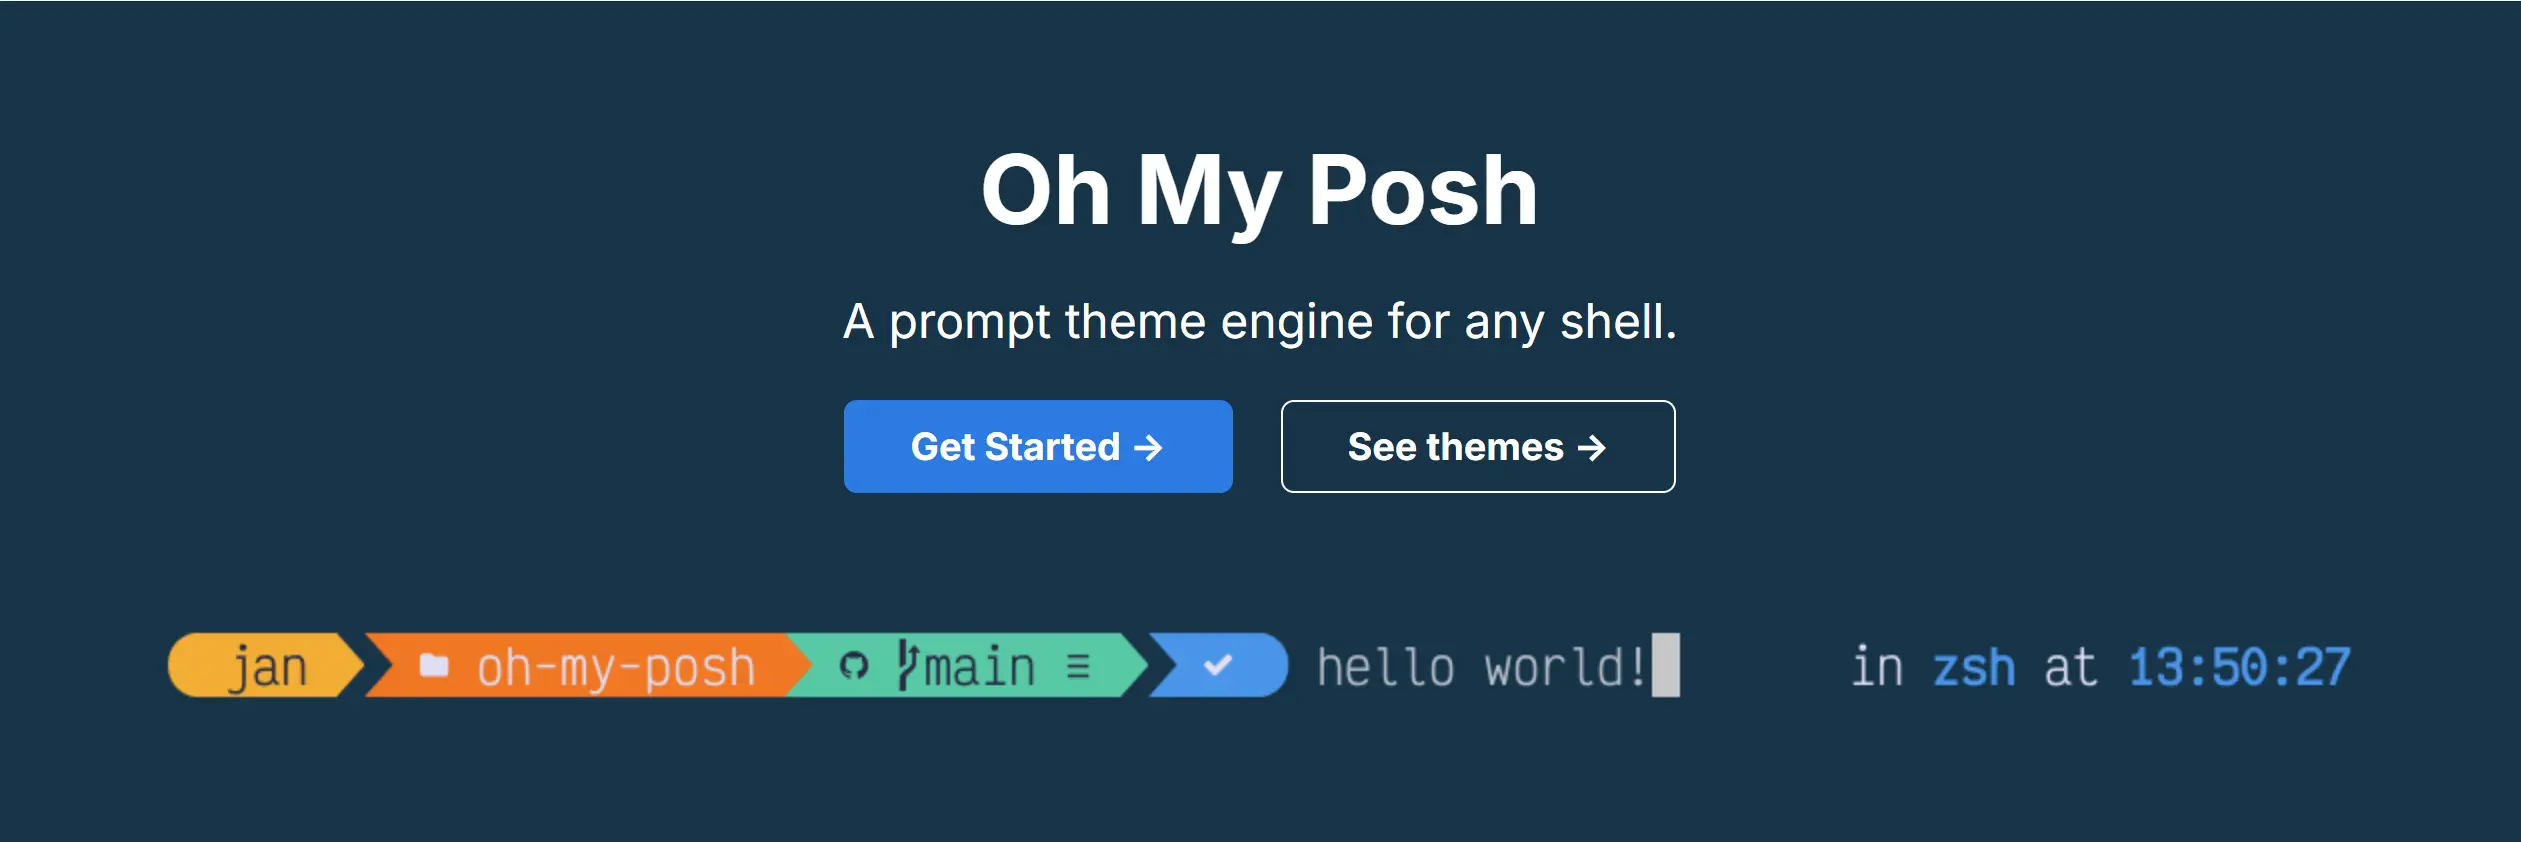 Oh My Posh
A prompt theme engine for any shell.
Get Started →
See themes →
jan oh-my-posh main ≡ ✔ hello world! in zsh at 13:50:27